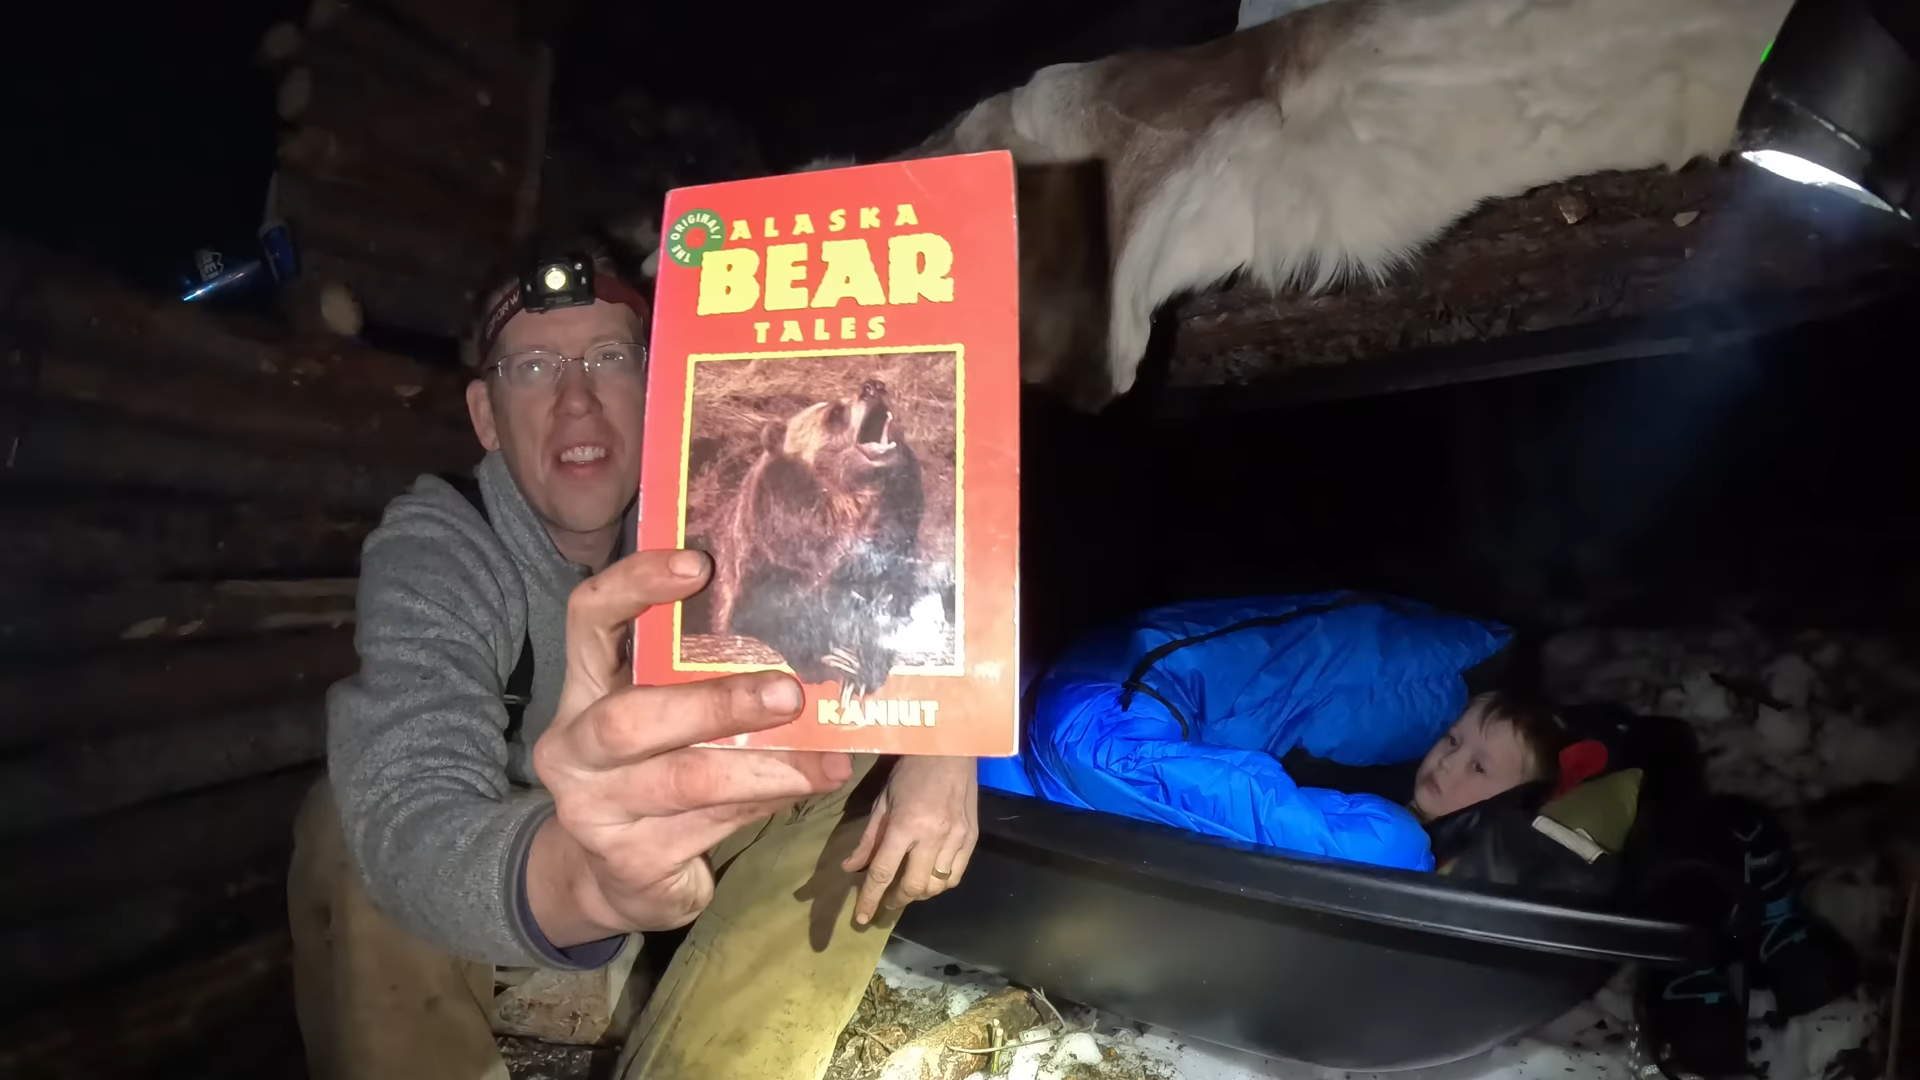 THE ORIGINAL!
ALASKA
BEAR
TALES
KANIUT